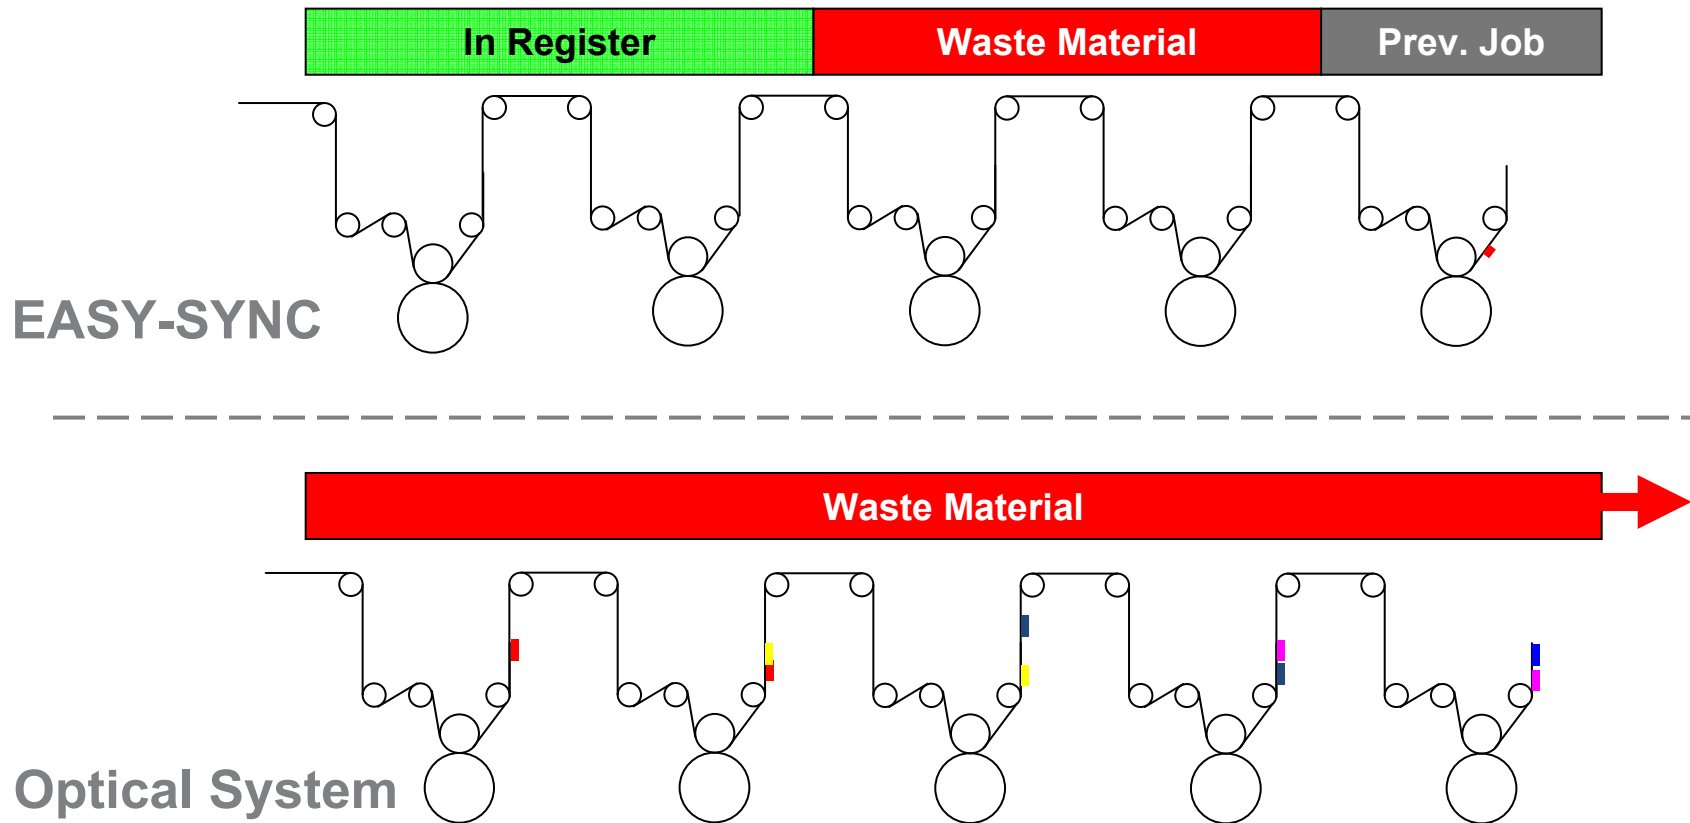 In Register Waste Material Prev. Job
EASY-SYNC
Waste Material
Optical System